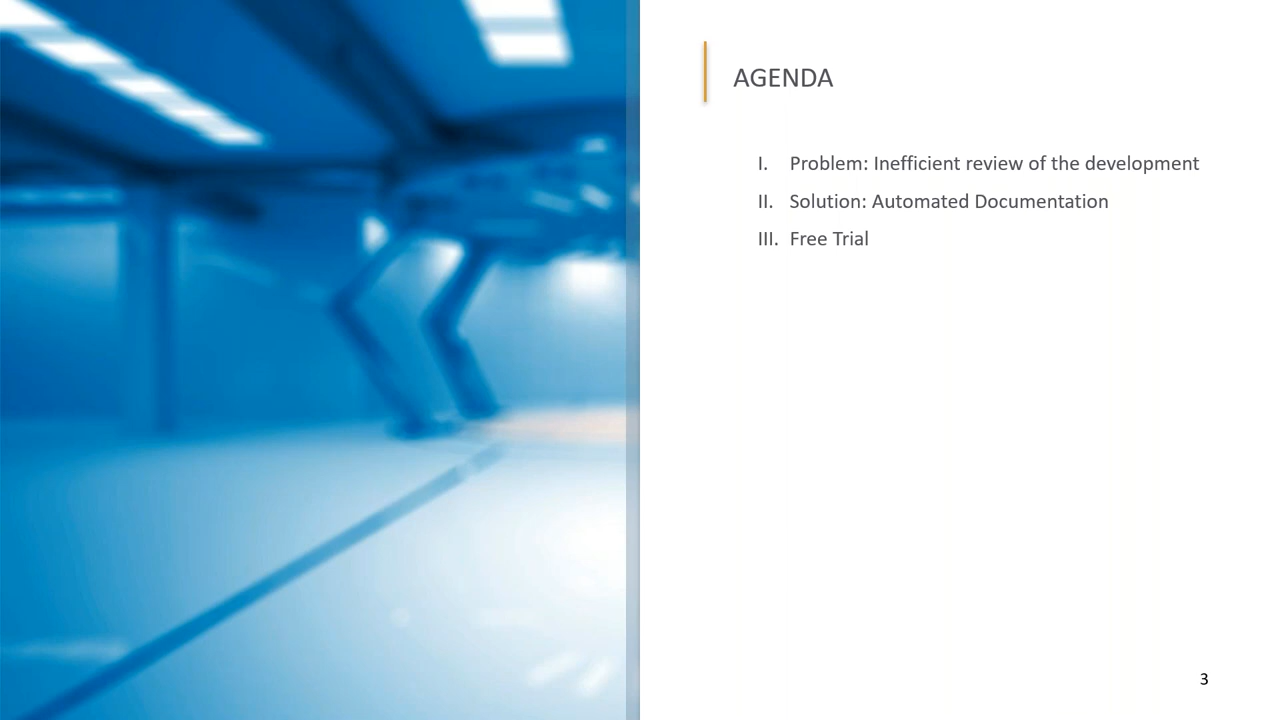 AGENDA
I. Problem: Inefficient review of the development
II. Solution: Automated Documentation
III. Free Trial
3